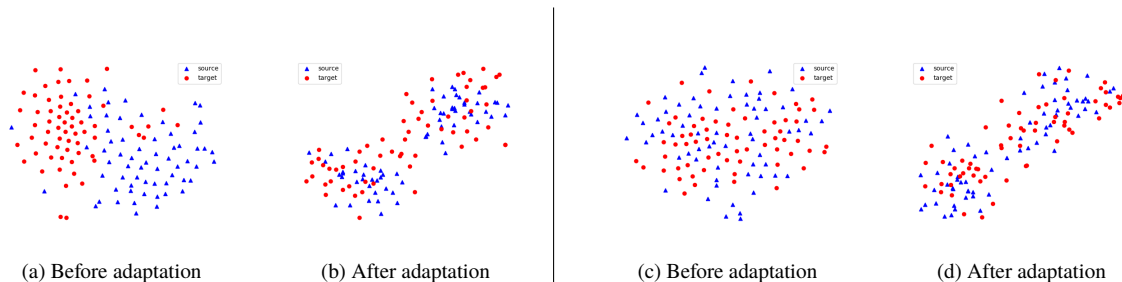 source
target
source
target
source
target
source
target
(a) Before adaptation
(b) After adaptation
(c) Before adaptation
(d) After adaptation